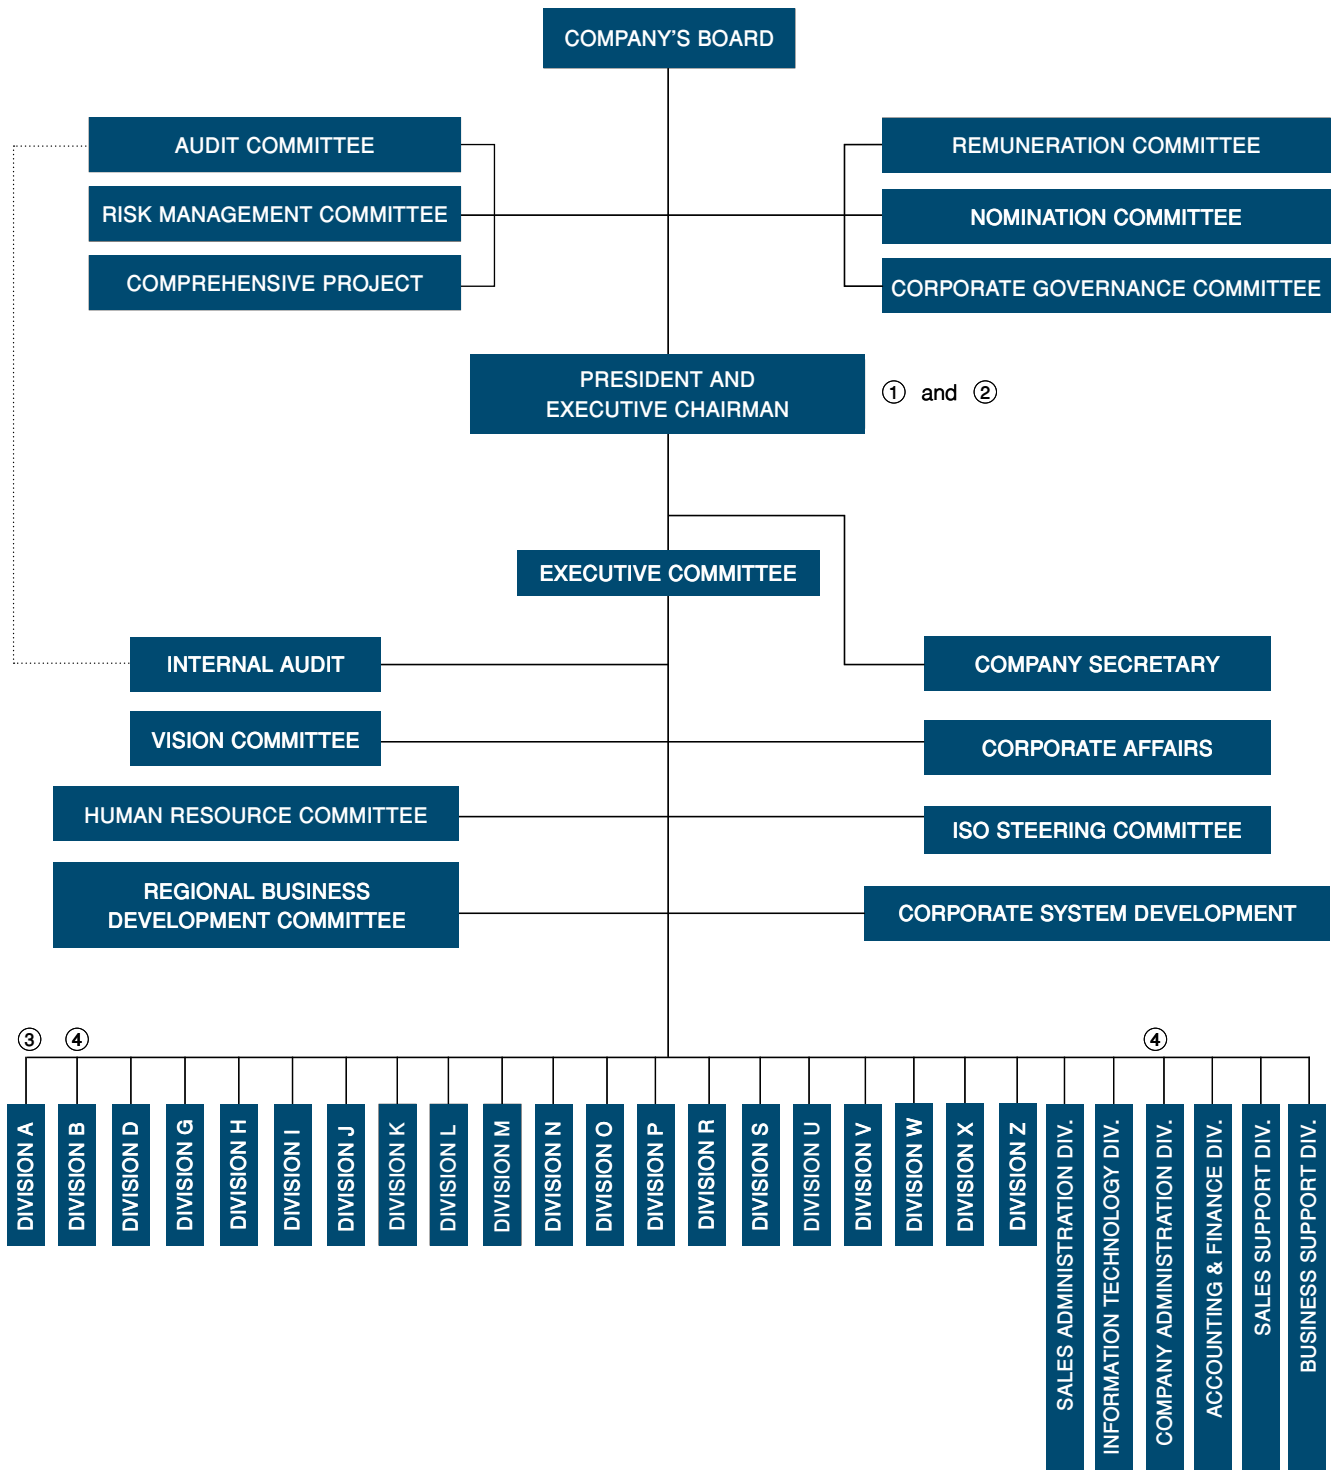 COMPANY'S BOARD
AUDIT COMMITTEE
REMUNERATION COMMITTEE
RISK MANAGEMENT COMMITTEE
NOMINATION COMMITTEE
COMPREHENSIVE PROJECT
CORPORATE GOVERNANCE COMMITTEE
PRESIDENT AND
EXECUTIVE CHAIRMAN
① and ②
EXECUTIVE COMMITTEE
INTERNAL AUDIT
COMPANY SECRETARY
VISION COMMITTEE
CORPORATE AFFAIRS
HUMAN RESOURCE COMMITTEE
ISO STEERING COMMITTEE
REGIONAL BUSINESS
DEVELOPMENT COMMITTEE
CORPORATE SYSTEM DEVELOPMENT
③
④
④
DIVISION A
DIVISION B
DIVISION D
DIVISION G
DIVISION H
DIVISION I
DIVISION J
DIVISION K
DIVISION L
DIVISION M
DIVISION N
DIVISION O
DIVISION P
DIVISION R
DIVISION S
DIVISION U
DIVISION V
DIVISION W
DIVISION X
DIVISION Z
SALES ADMINISTRATION DIV.
INFORMATION TECHNOLOGY DIV.
COMPANY ADMINISTRATION DIV.
ACCOUNTING & FINANCE DIV.
SALES SUPPORT DIV.
BUSINESS SUPPORT DIV.